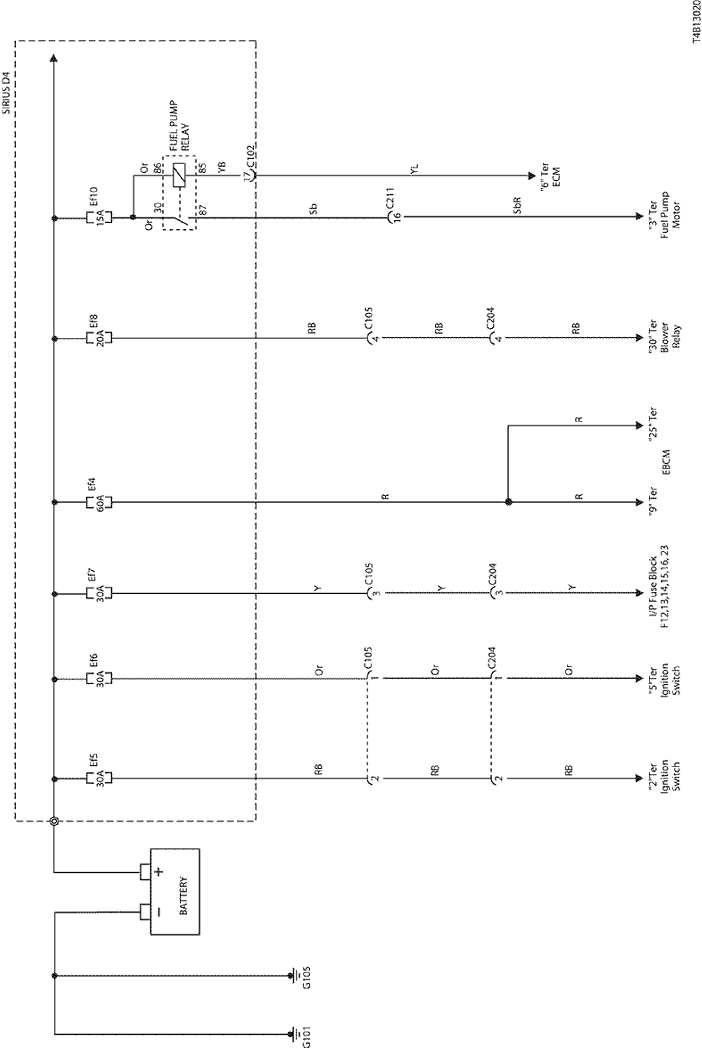 SIRIUS D4
BATTERY
−
+
G101
G105
Ef5
30A
RB
2
RB
2
RB
"2"Ter
Ignition
Switch
Ef6
30A
Or
C105
1
Or
C204
1
Or
"5"Ter
Ignition
Switch
Ef7
30A
Y
C105
3
Y
C204
3
Y
I/P Fuse Block
F12,13,14,15,16, 23
Ef4
60A
R
R
"9" Ter
EBCM
R
"25" Ter
Ef8
20A
RB
C105
4
RB
C204
4
RB
"30" Ter
Blower
Relay
Ef10
15A
Or
30
87
Sb
C211
16
SbR
"3" Ter
Fuel Pump
Motor
Or
86
FUEL PUMP
RELAY
85
YB
17
C102
YL
"6" Ter
ECM
T4B13020